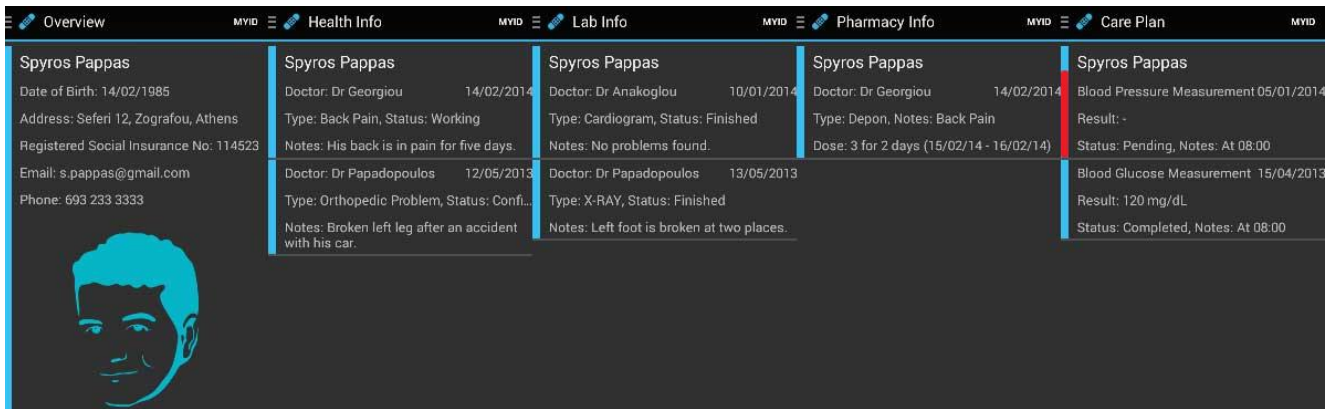 Overview MYID
Spyros Pappas
Date of Birth: 14/02/1985
Address: Seferi 12, Zografou, Athens
Registered Social Insurance No: 114523
Email: s.pappas@gmail.com
Phone: 693 233 3333
Health Info MYID
Spyros Pappas
Doctor: Dr Georgiou 14/02/2014
Type: Back Pain, Status: Working
Notes: His back is in pain for five days.
Doctor: Dr Papadopoulos 12/05/2013
Type: Orthopedic Problem, Status: Confi...
Notes: Broken left leg after an accident
with his car.
Lab Info MYID
Spyros Pappas
Doctor: Dr Anakoglou 10/01/2014
Type: Cardiogram, Status: Finished
Notes: No problems found.
Doctor: Dr Papadopoulos 13/05/2013
Type: X-RAY, Status: Finished
Notes: Left foot is broken at two places.
Pharmacy Info MYID
Spyros Pappas
Doctor: Dr Georgiou 14/02/2014
Type: Depon, Notes: Back Pain
Dose: 3 for 2 days (15/02/14 - 16/02/14)
Care Plan MYID
Spyros Pappas
Blood Pressure Measurement 05/01/2014
Result: -
Status: Pending, Notes: At 08:00
Blood Glucose Measurement 15/04/2013
Result: 120 mg/dL
Status: Completed, Notes: At 08:00